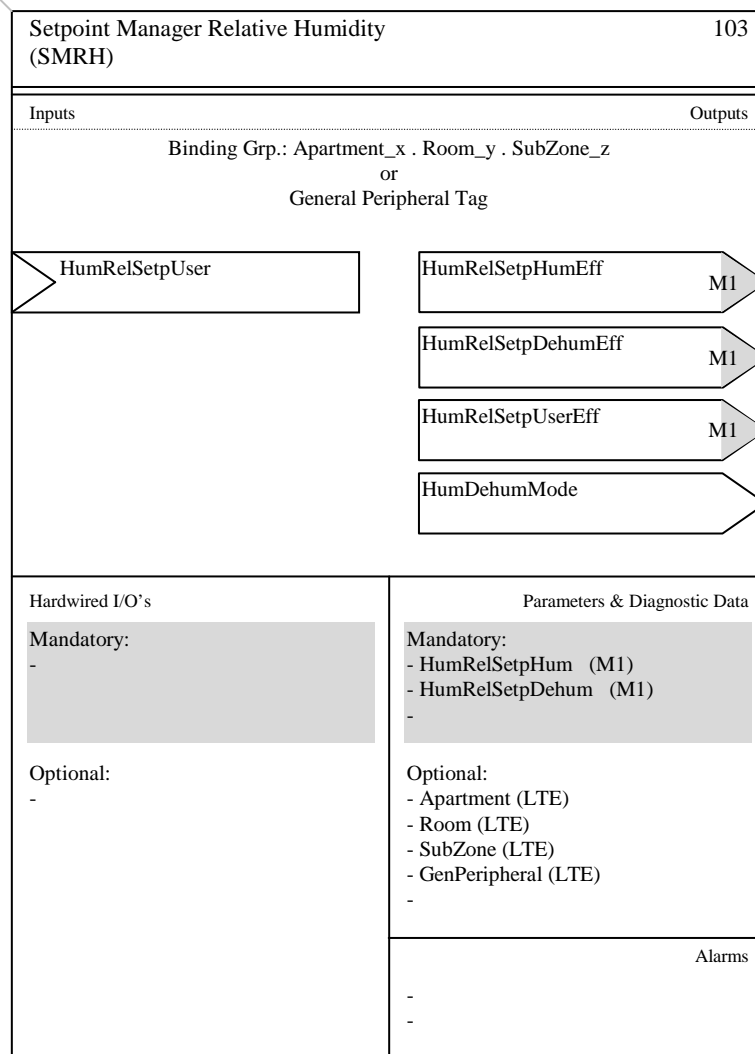 Setpoint Manager Relative Humidity 103
(SMRH)
Inputs Outputs
Binding Grp.: Apartment_x . Room_y . SubZone_z
or
General Peripheral Tag
HumRelSetpUser
HumRelSetpHumEff M1
HumRelSetpDehumEff M1
HumRelSetpUserEff M1
HumDehumMode
Hardwired I/O’s
Mandatory:
-
Optional:
-
Parameters & Diagnostic Data
Mandatory:
- HumRelSetpHum (M1)
- HumRelSetpDehum (M1)
-
Optional:
- Apartment (LTE)
- Room (LTE)
- SubZone (LTE)
- GenPeripheral (LTE)
-
Alarms
-
-